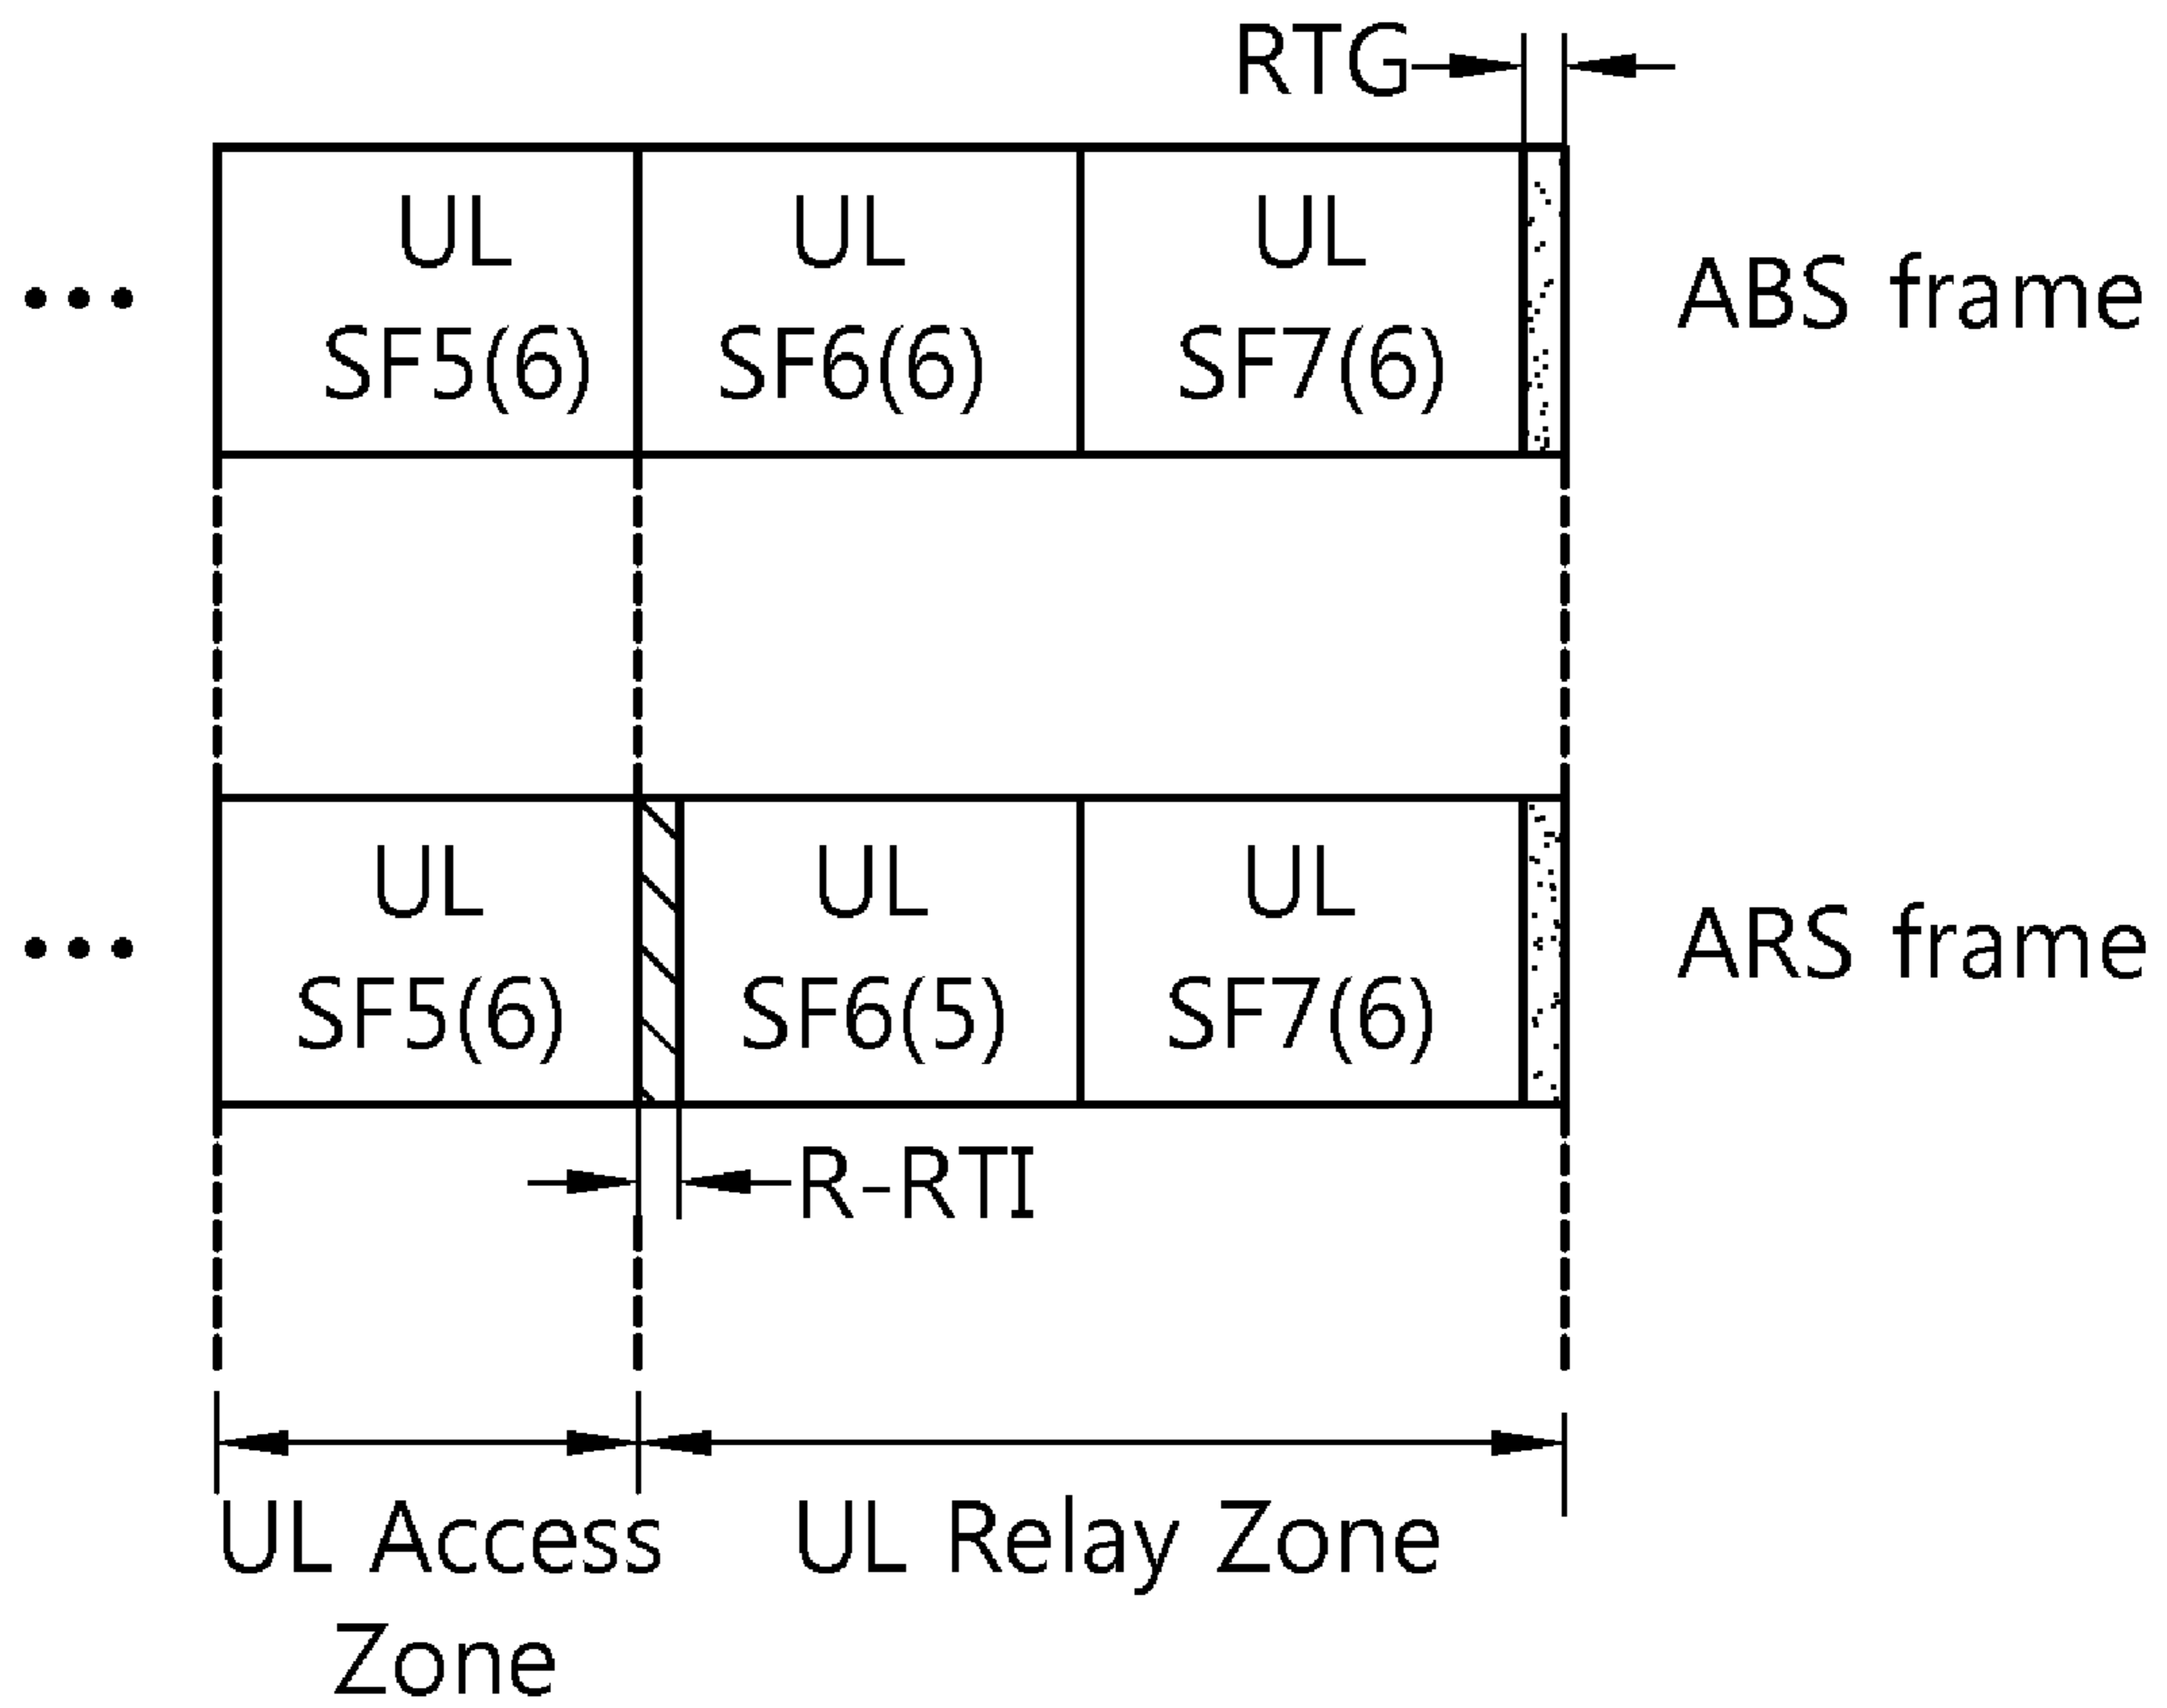 RTG
UL UL UL
SF5(6) SF6(6) SF7(6)
ABS frame
UL UL UL
SF5(6) SF6(5) SF7(6)
ARS frame
R-RTI
UL Access
Zone
UL Relay Zone